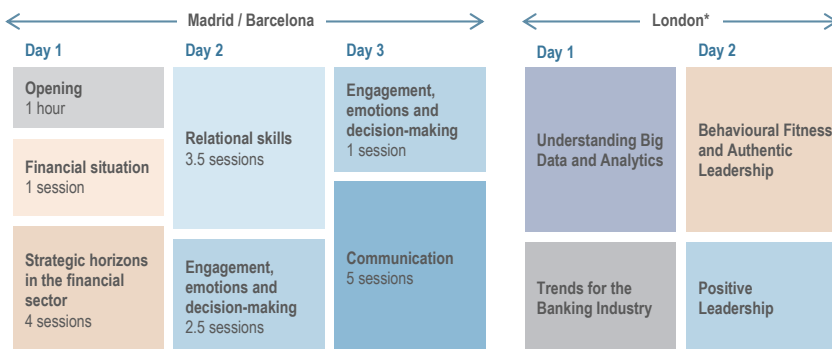 Madrid / Barcelona
Day 1
Day 2
Day 3
Opening
1 hour
Financial situation
1 session
Strategic horizons
in the financial
sector
4 sessions
Relational skills
3.5 sessions
Engagement,
emotions and
decision-making
2.5 sessions
Engagement,
emotions and
decision-making
1 session
Communication
5 sessions
London*
Day 1
Day 2
Understanding Big
Data and Analytics
Trends for the
Banking Industry
Behavioural Fitness
and Authentic
Leadership
Positive
Leadership